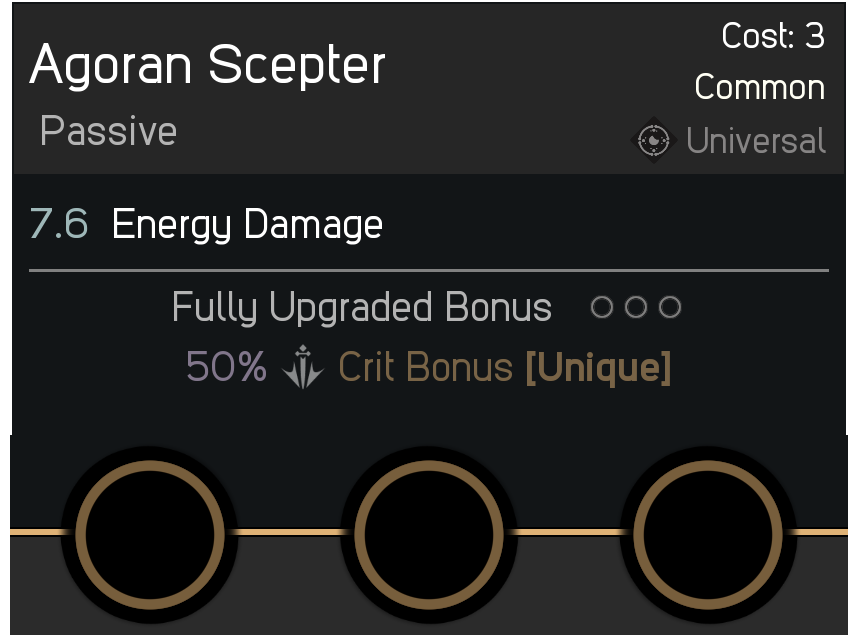 Agoran Scepter
Cost: 3
Common
Passive
Universal
7.6 Energy Damage
Fully Upgraded Bonus
50% Crit Bonus [Unique]